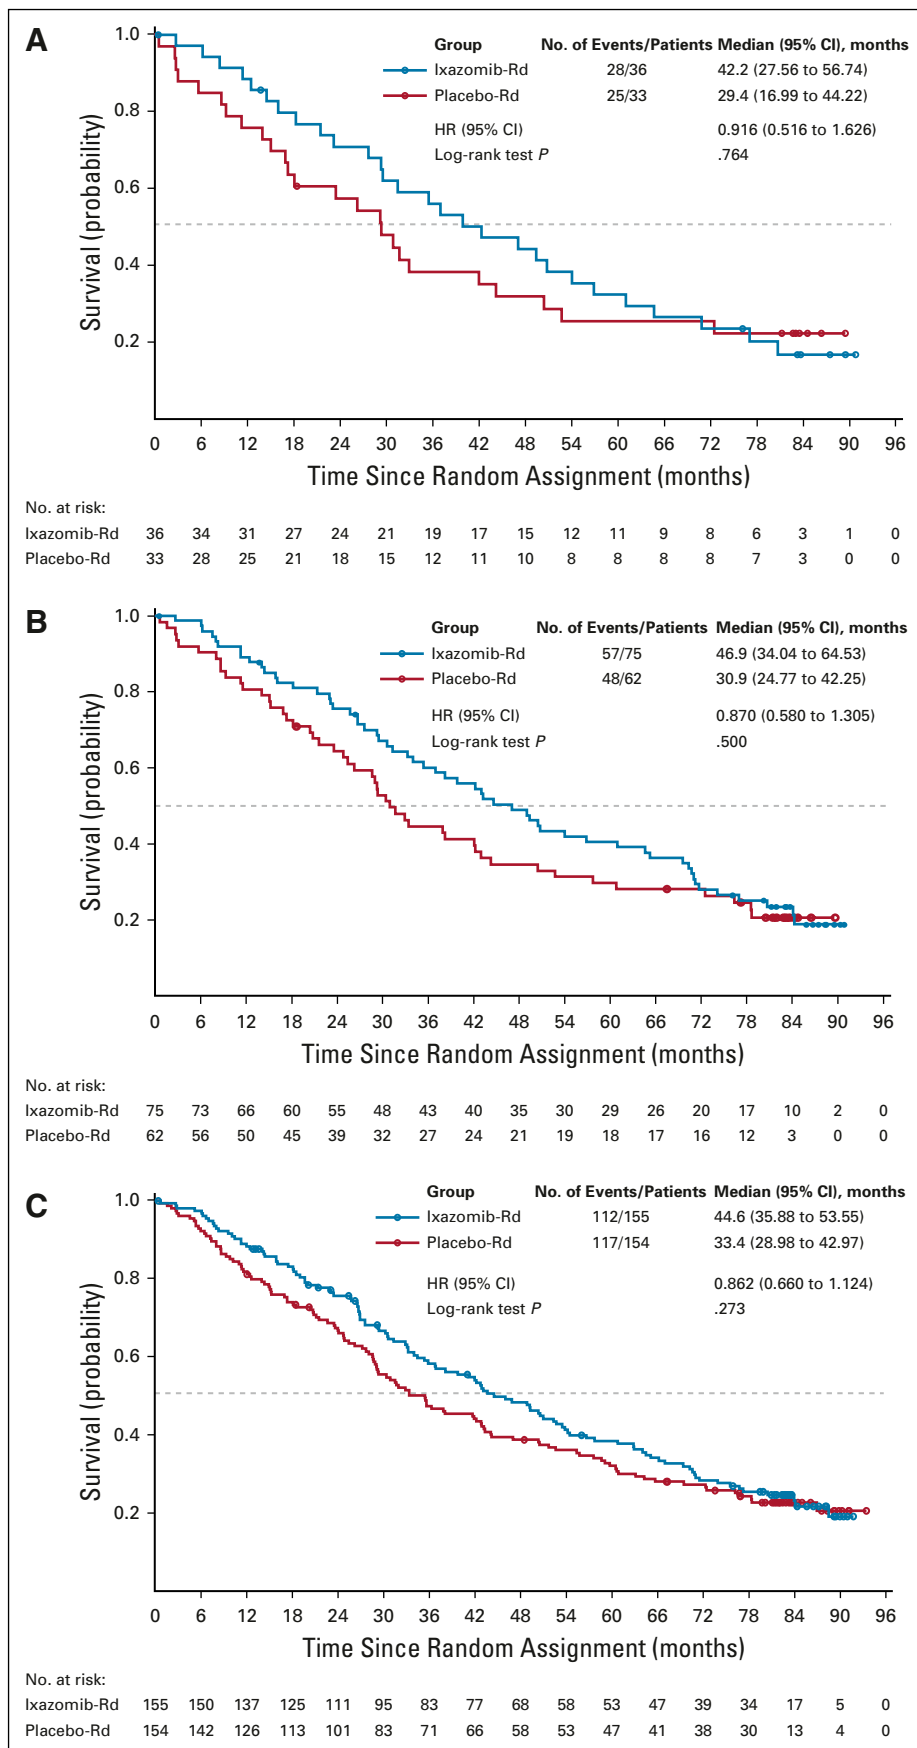 A
Group No. of Events/Patients Median (95% CI), months
Ixazomib-Rd 28/36 42.2 (27.56 to 56.74)
Placebo-Rd 25/33 29.4 (16.99 to 44.22)
HR (95% CI) 0.916 (0.516 to 1.626)
Log-rank test P .764
Survival (probability)
1.0
0.8
0.6
0.4
0.2
0 6 12 18 24 30 36 42 48 54 60 66 72 78 84 90 96
Time Since Random Assignment (months)
No. at risk:
Ixazomib-Rd 36 34 31 27 24 21 19 17 15 12 11 9 8 6 3 1 0
Placebo-Rd 33 28 25 21 18 15 12 11 10 8 8 8 8 7 3 0 0
B
Group No. of Events/Patients Median (95% CI), months
Ixazomib-Rd 57/75 46.9 (34.04 to 64.53)
Placebo-Rd 48/62 30.9 (24.77 to 42.25)
HR (95% CI) 0.870 (0.580 to 1.305)
Log-rank test P .500
Survival (probability)
1.0
0.8
0.6
0.4
0.2
0 6 12 18 24 30 36 42 48 54 60 66 72 78 84 90 96
Time Since Random Assignment (months)
No. at risk:
Ixazomib-Rd 75 73 66 60 55 48 43 40 35 30 29 26 20 17 10 2 0
Placebo-Rd 62 56 50 45 39 32 27 24 21 19 18 17 16 12 3 0 0
C
Group No. of Events/Patients Median (95% CI), months
Ixazomib-Rd 112/155 44.6 (35.88 to 53.55)
Placebo-Rd 117/154 33.4 (28.98 to 42.97)
HR (95% CI) 0.862 (0.660 to 1.124)
Log-rank test P .273
Survival (probability)
1.0
0.8
0.6
0.4
0.2
0 6 12 18 24 30 36 42 48 54 60 66 72 78 84 90 96
Time Since Random Assignment (months)
No. at risk:
Ixazomib-Rd 155 150 137 125 111 95 83 77 68 58 53 47 39 34 17 5 0
Placebo-Rd 154 142 126 113 101 83 71 66 58 53 47 41 38 30 13 4 0